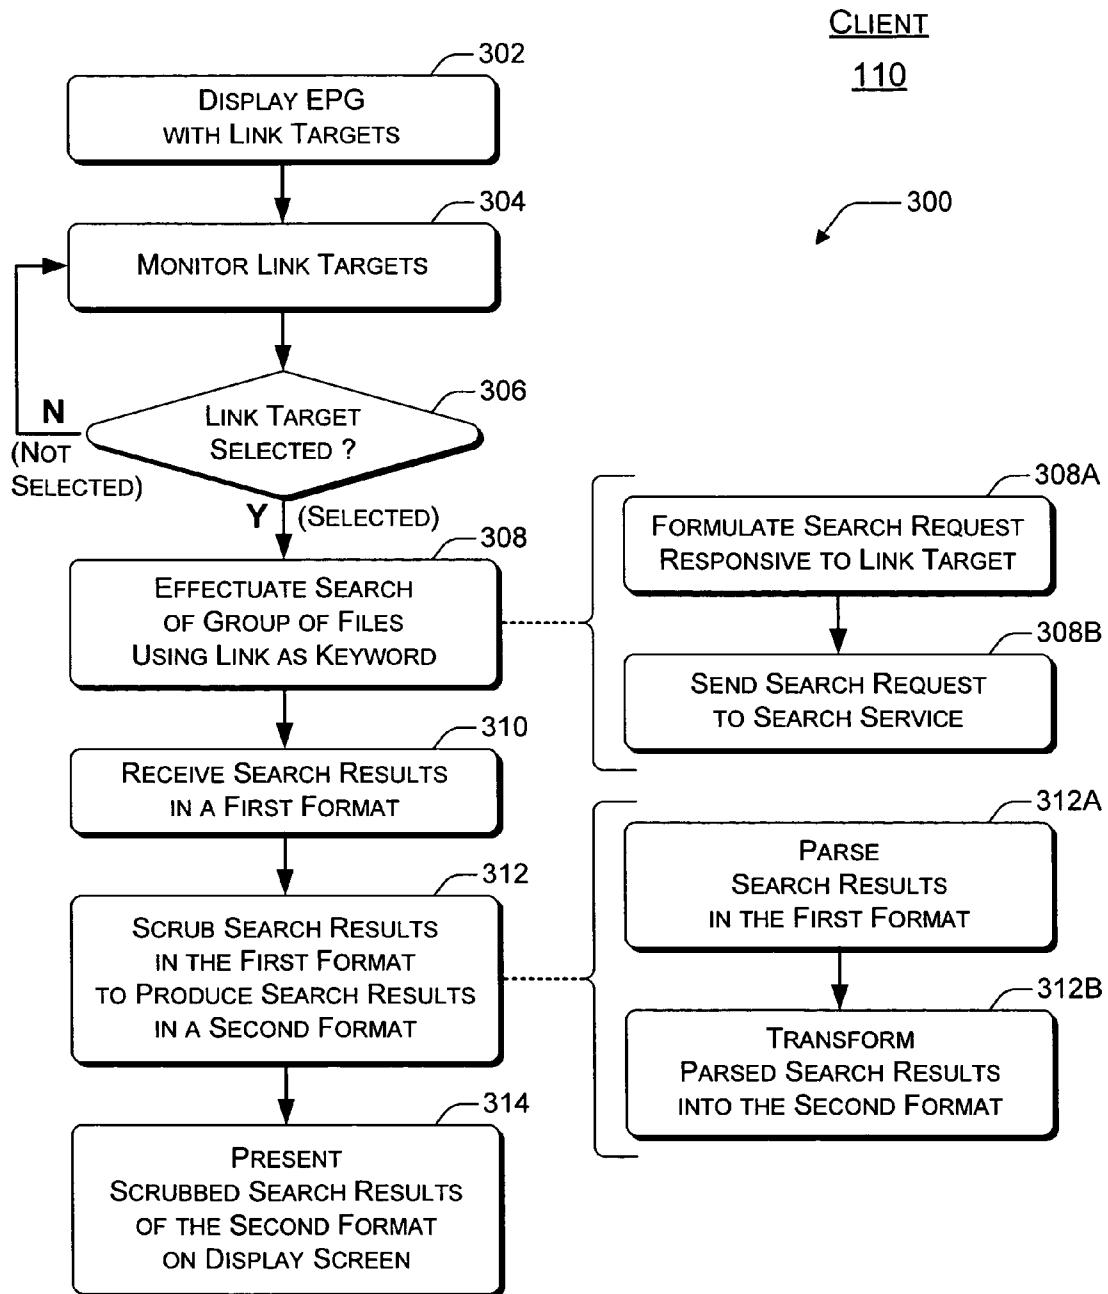 CLIENT
110
302
DISPLAY EPG
WITH LINK TARGETS
304
MONITOR LINK TARGETS
300
306
LINK TARGET
SELECTED ?
N
(NOT
SELECTED)
Y (SELECTED)
308
EFFECTUATE SEARCH
OF GROUP OF FILES
USING LINK AS KEYWORD
308A
FORMULATE SEARCH REQUEST
RESPONSIVE TO LINK TARGET
308B
SEND SEARCH REQUEST
TO SEARCH SERVICE
310
RECEIVE SEARCH RESULTS
IN A FIRST FORMAT
312
SCRUB SEARCH RESULTS
IN THE FIRST FORMAT
TO PRODUCE SEARCH RESULTS
IN A SECOND FORMAT
312A
PARSE
SEARCH RESULTS
IN THE FIRST FORMAT
312B
TRANSFORM
PARSED SEARCH RESULTS
INTO THE SECOND FORMAT
314
PRESENT
SCRUBBED SEARCH RESULTS
OF THE SECOND FORMAT
ON DISPLAY SCREEN